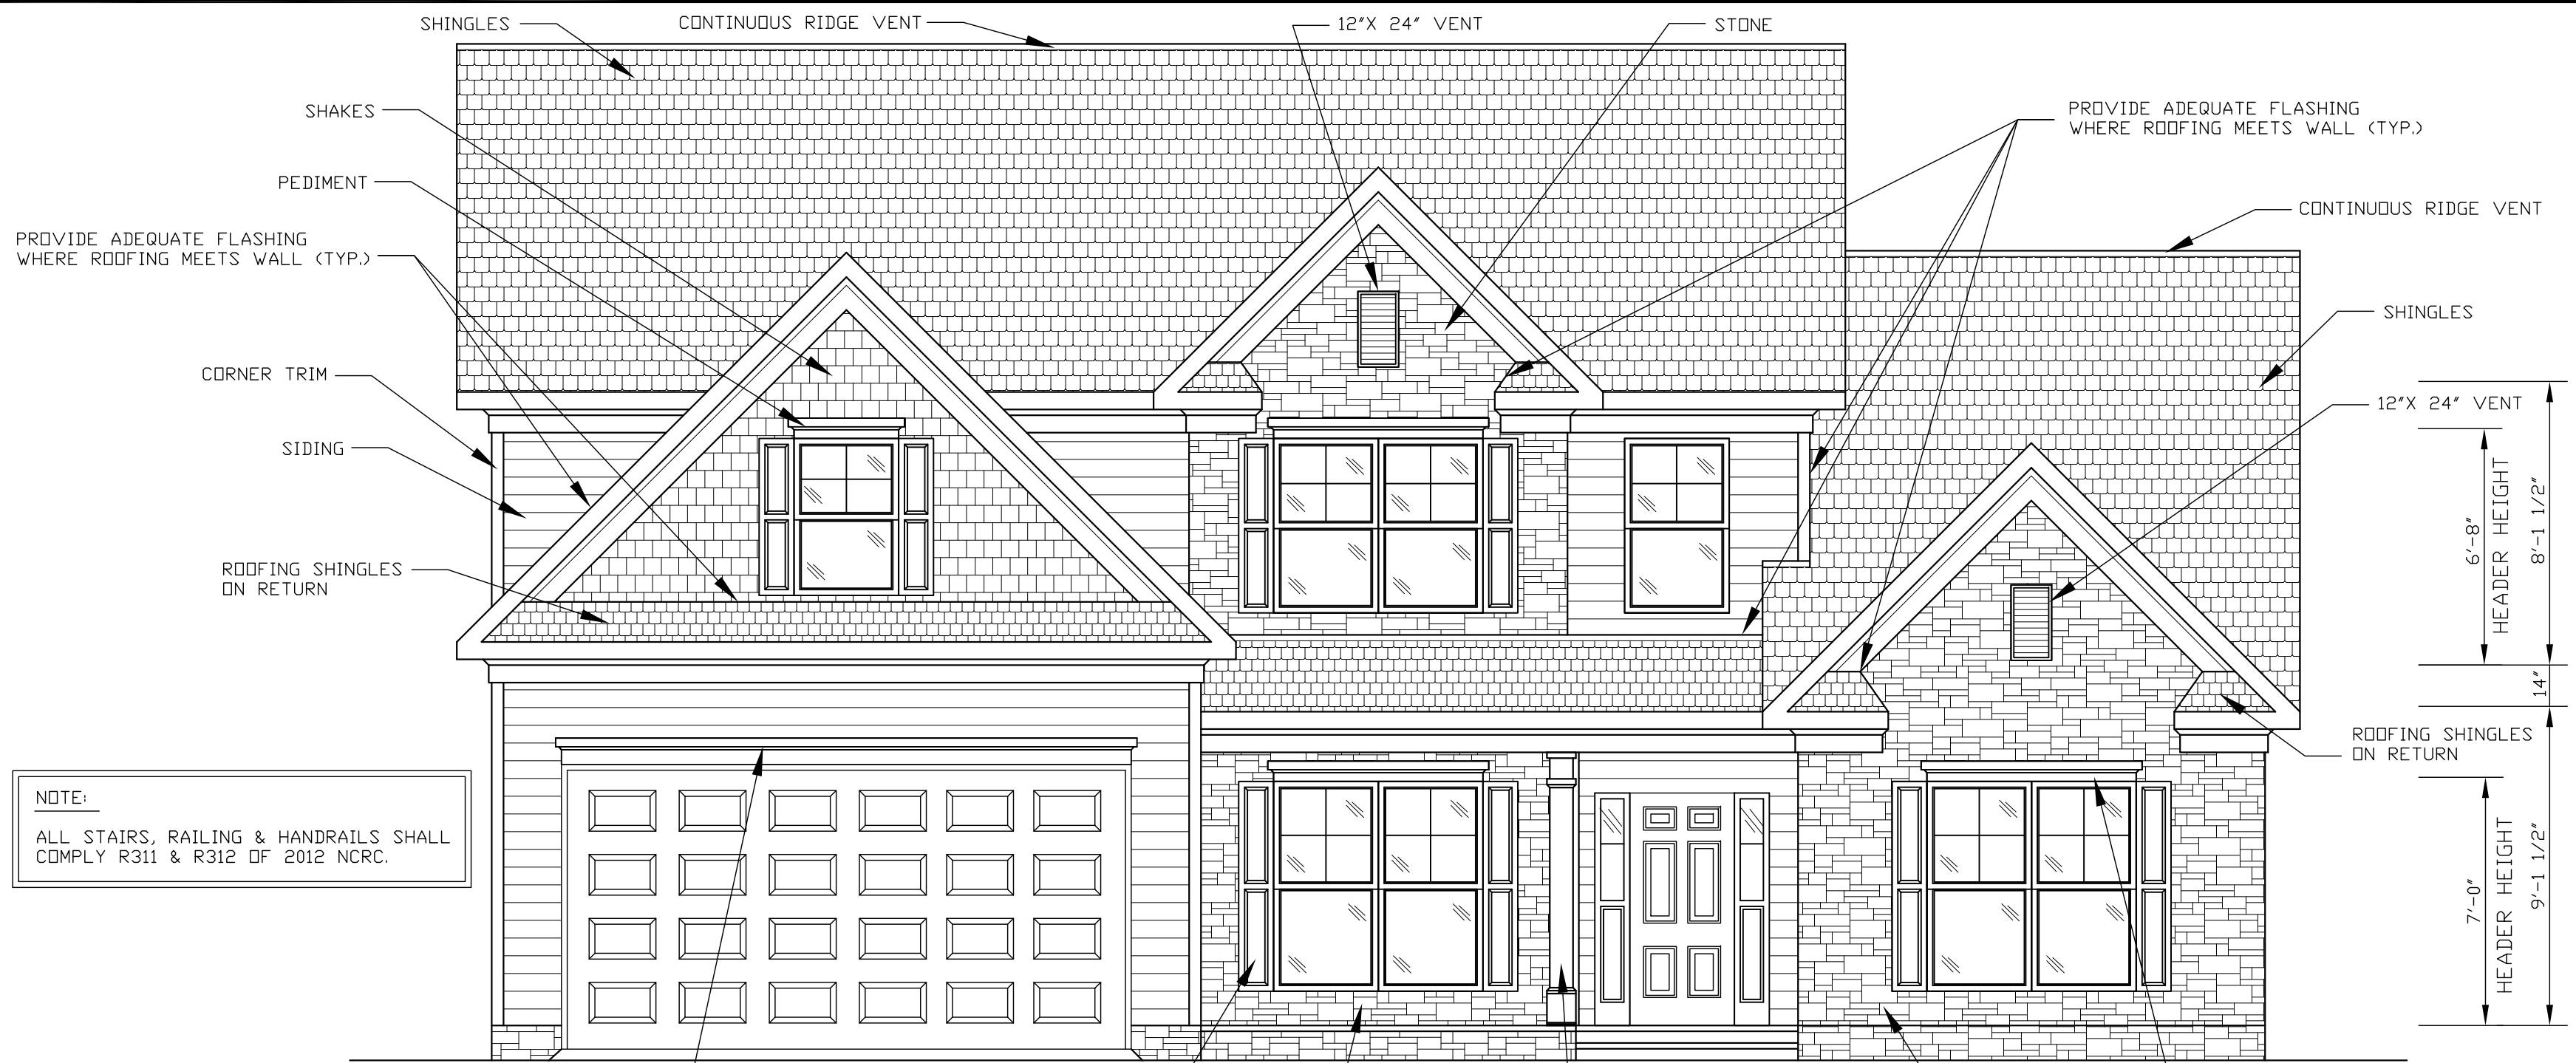 SHINGLES
CONTINUOUS RIDGE VENT
12"X 24" VENT
STONE
SHAKES
PROVIDE ADEQUATE FLASHING
WHERE ROOFING MEETS WALL (TYP.)
PEDIMENT
CONTINUOUS RIDGE VENT
PROVIDE ADEQUATE FLASHING
WHERE ROOFING MEETS WALL (TYP.)
SHINGLES
CORNER TRIM
12"X 24" VENT
SIDING
6'-8"
HEADER HEIGHT
8'-1 1/2"
ROOFING SHINGLES
ON RETURN
14"
ROOFING SHINGLES
ON RETURN
NOTE:
ALL STAIRS, RAILING & HANDRAILS SHALL
COMPLY R311 & R312 OF 2012 NCRC.
7'-0"
HEADER HEIGHT
9'-1 1/2"